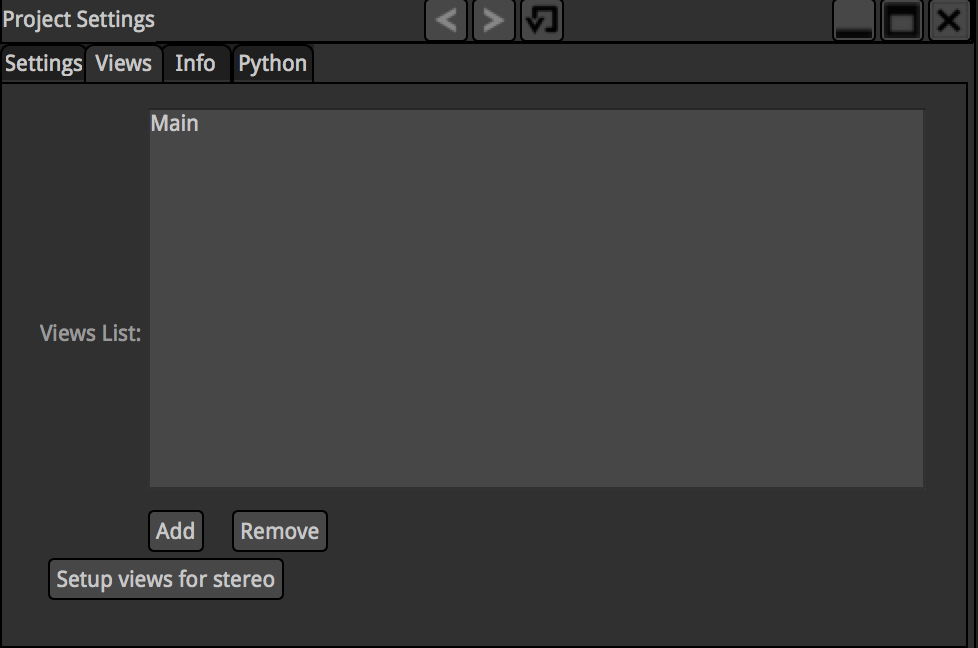 Project Settings
Settings Views Info Python
Main
Views List:
Add Remove
Setup views for stereo